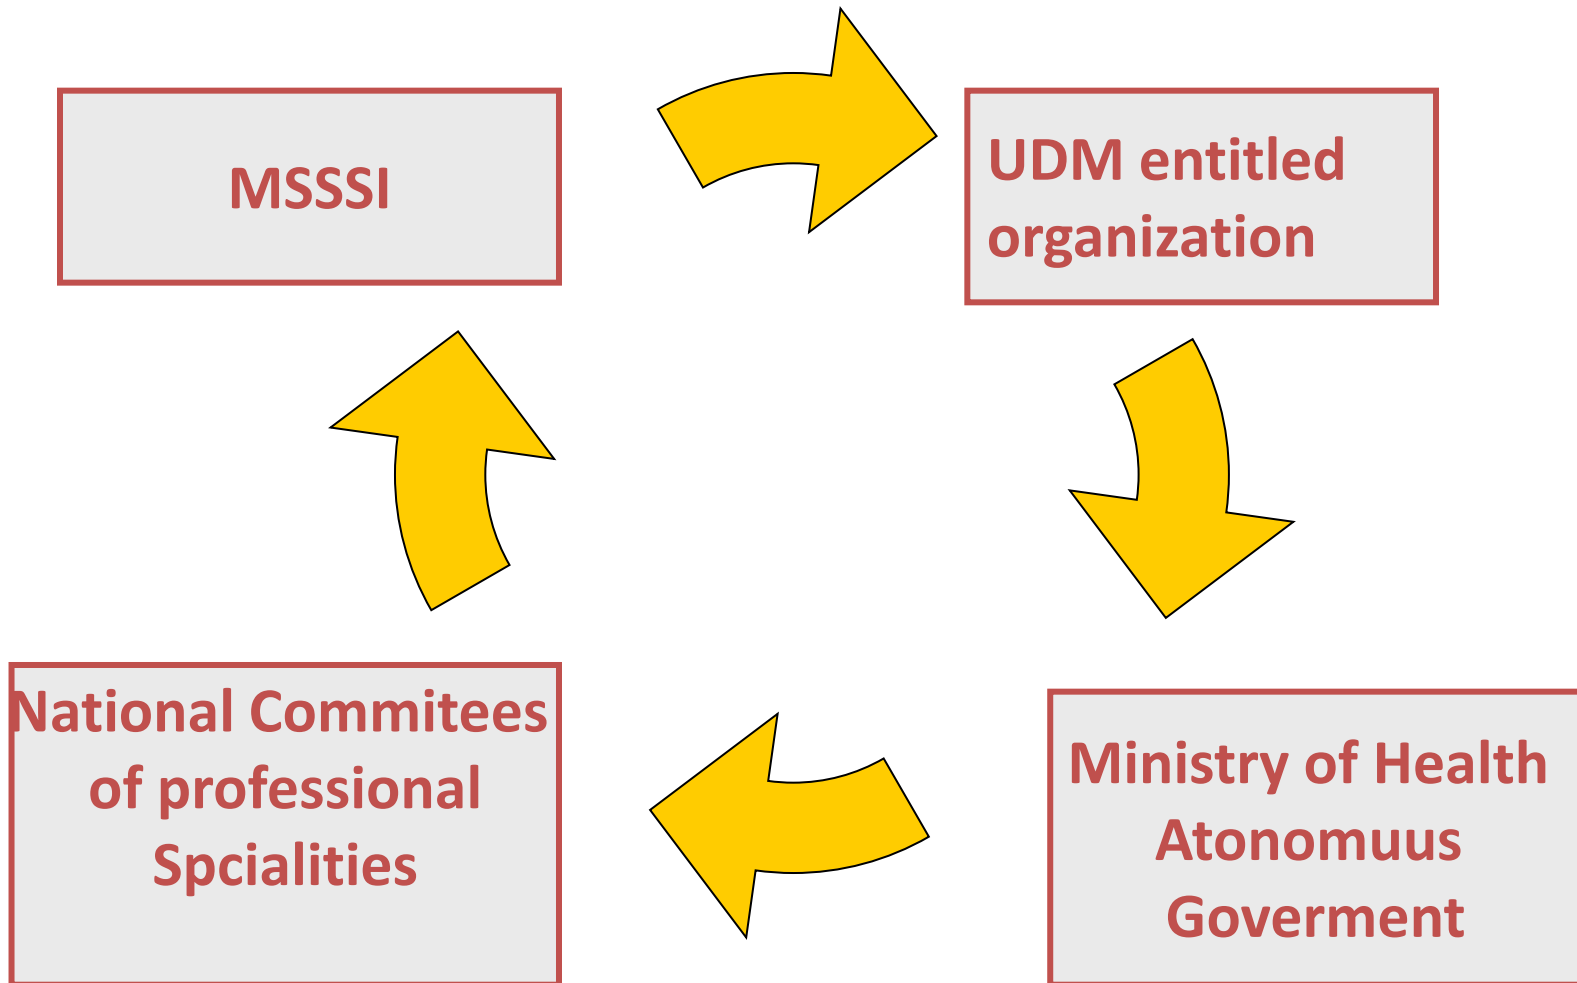 MSSSI
UDM entitled
organization
National Commitees
of professional
Spcialities
Ministry of Health
Atonomuus
Goverment